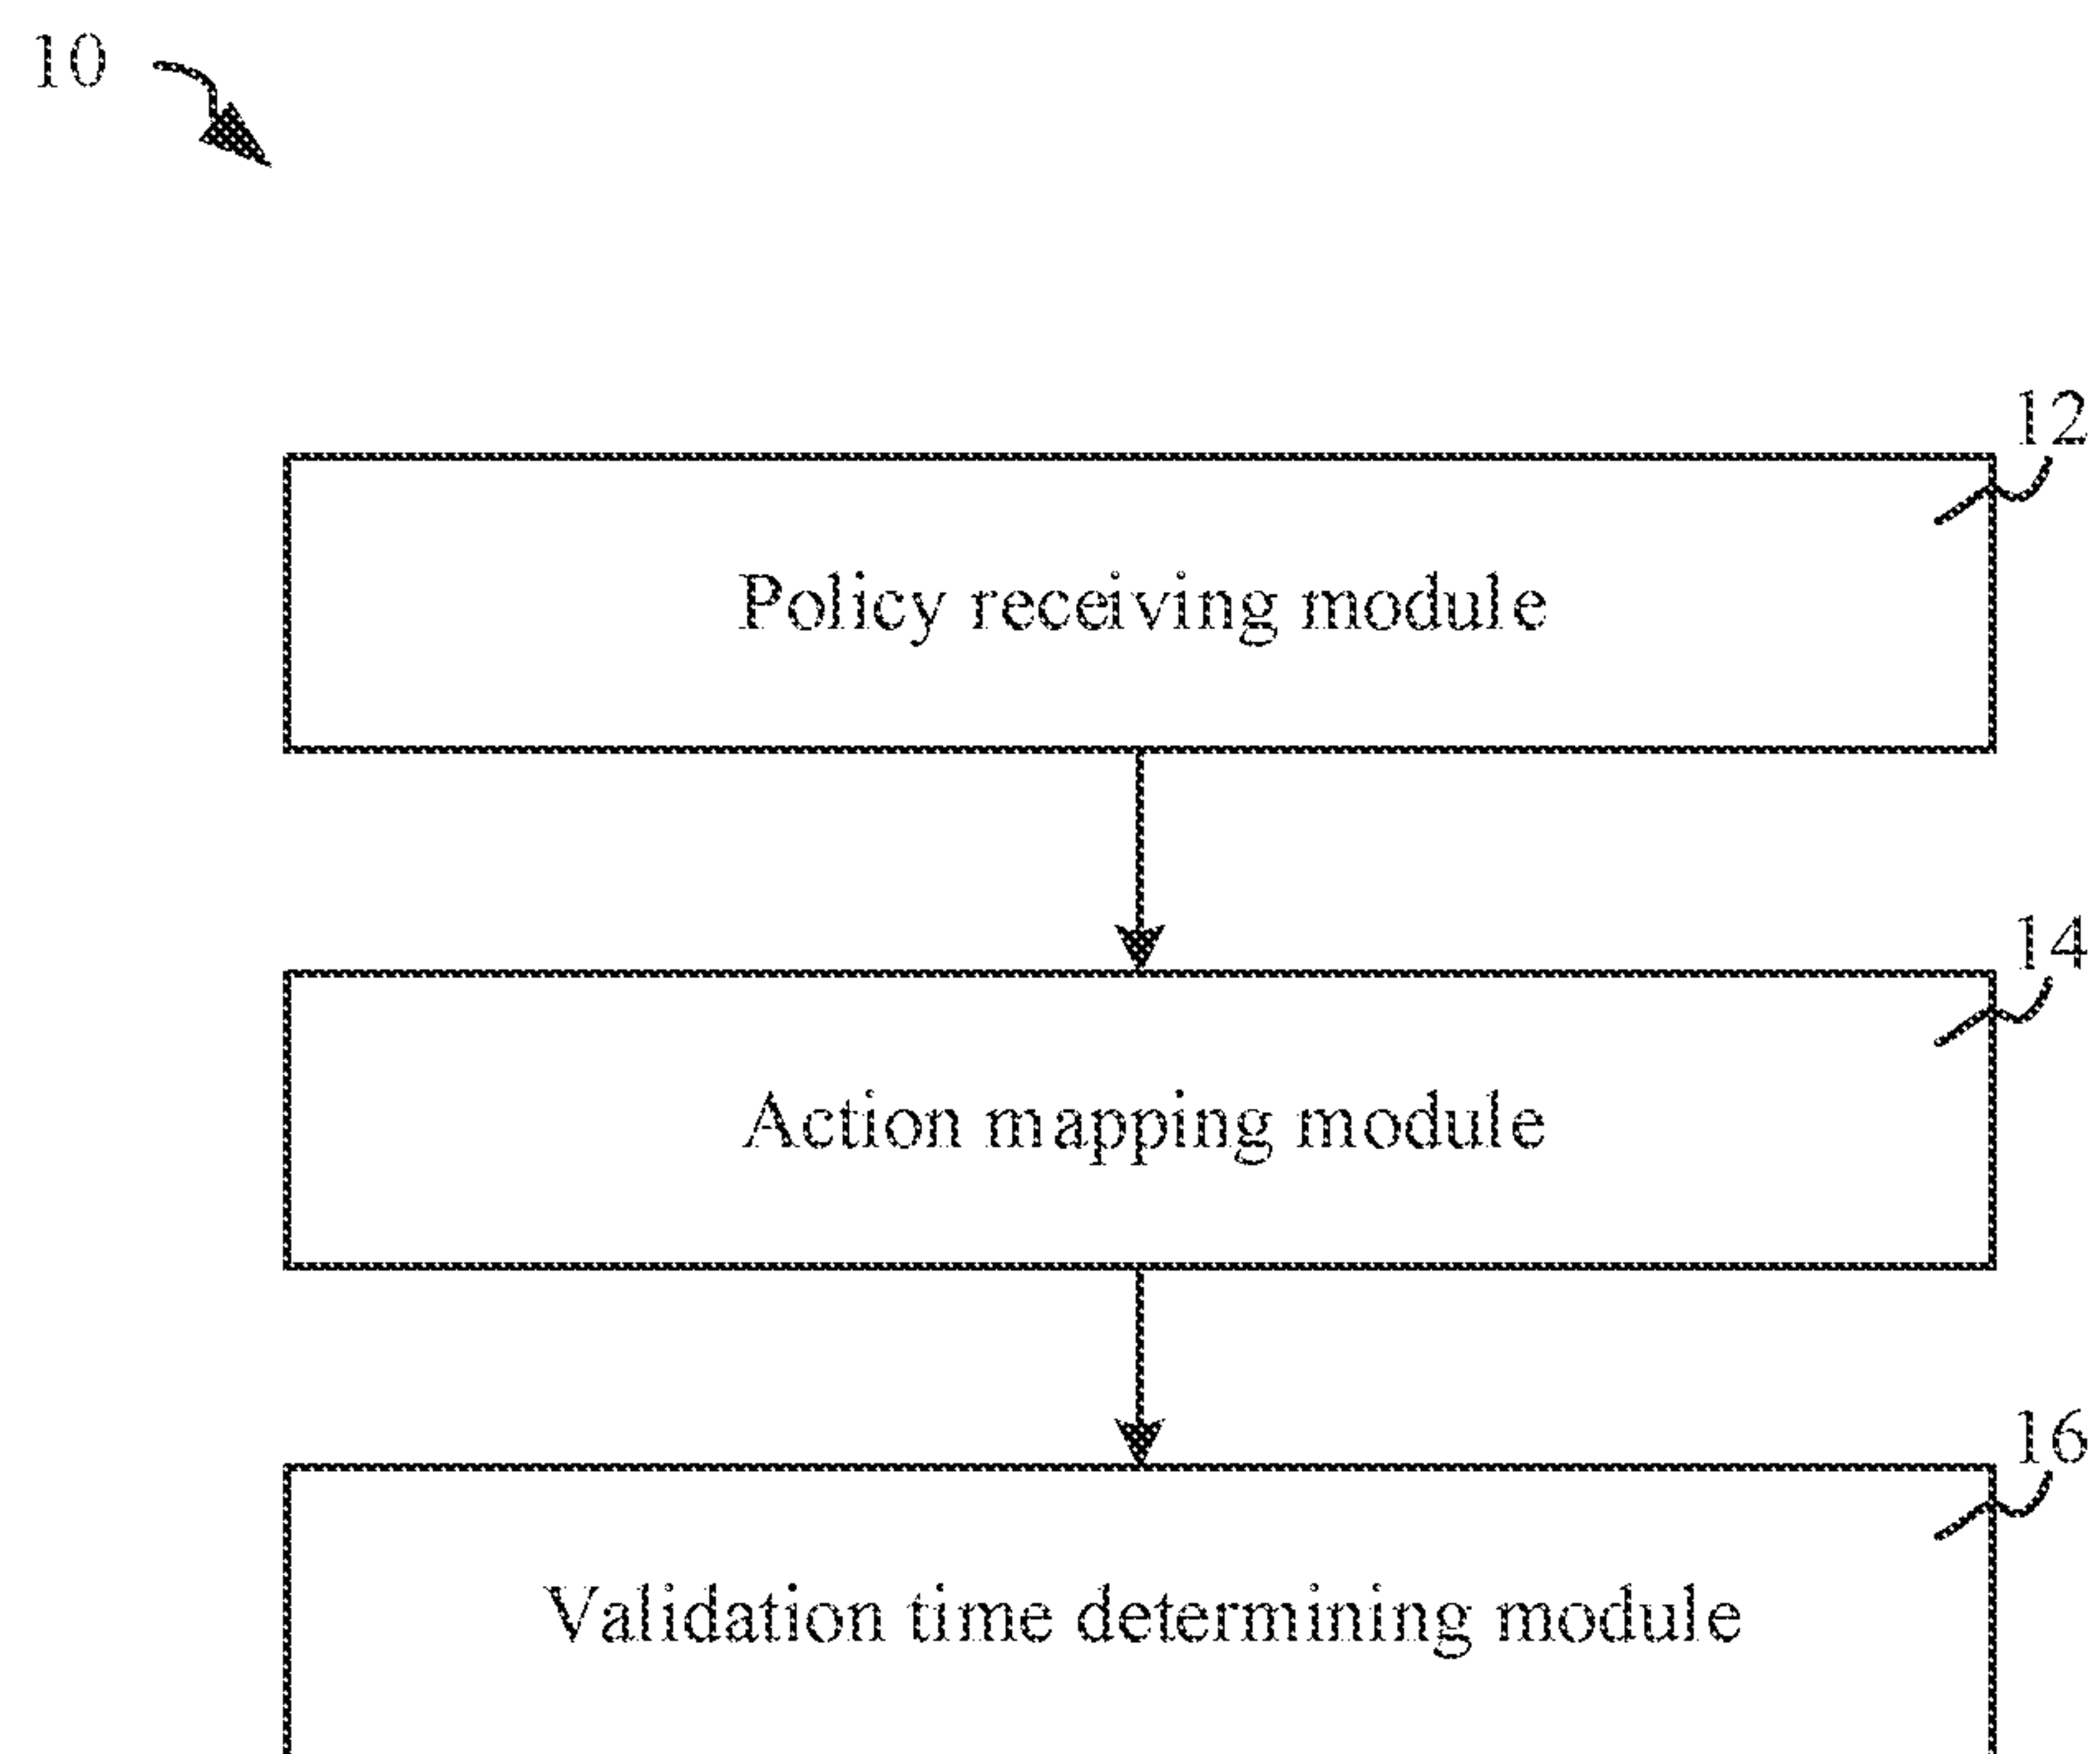 10
12
Policy receiving module
14
Action mapping module
16
Validation time determining module